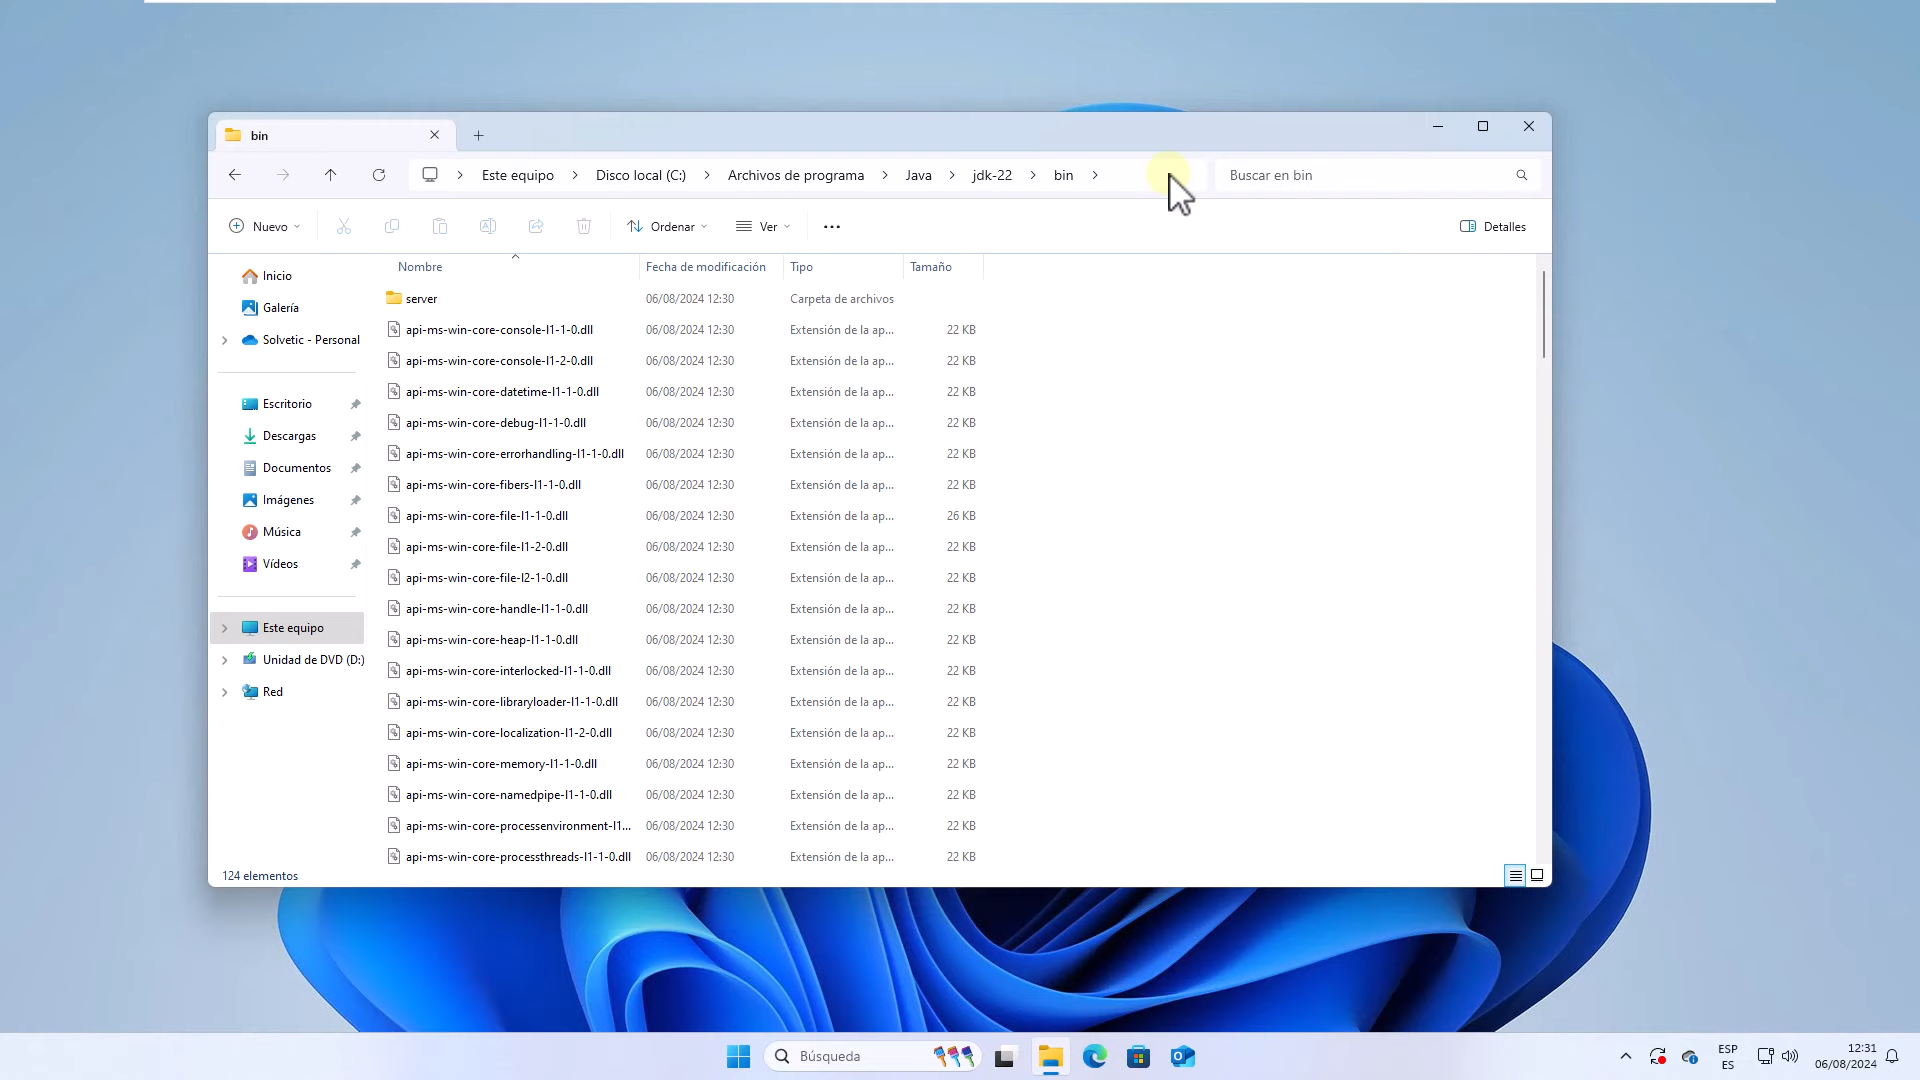 bin
Este equipo > Disco local (C:) > Archivos de programa > Java > jdk-22 > bin >
Buscar en bin
Nuevo
Ordenar
Ver
Detalles
Nombre Fecha de modificación Tipo Tamaño
Inicio
Galería
Solvetic - Personal
Escritorio
Descargas
Documentos
Imágenes
Música
Vídeos
Este equipo
Unidad de DVD (D:)
Red
server 06/08/2024 12:30 Carpeta de archivos
api-ms-win-core-console-l1-1-0.dll 06/08/2024 12:30 Extensión de la ap... 22 KB
api-ms-win-core-console-l1-2-0.dll 06/08/2024 12:30 Extensión de la ap... 22 KB
api-ms-win-core-datetime-l1-1-0.dll 06/08/2024 12:30 Extensión de la ap... 22 KB
api-ms-win-core-debug-l1-1-0.dll 06/08/2024 12:30 Extensión de la ap... 22 KB
api-ms-win-core-errorhandling-l1-1-0.dll 06/08/2024 12:30 Extensión de la ap... 22 KB
api-ms-win-core-fibers-l1-1-0.dll 06/08/2024 12:30 Extensión de la ap... 22 KB
api-ms-win-core-file-l1-1-0.dll 06/08/2024 12:30 Extensión de la ap... 26 KB
api-ms-win-core-file-l1-2-0.dll 06/08/2024 12:30 Extensión de la ap... 22 KB
api-ms-win-core-file-l2-1-0.dll 06/08/2024 12:30 Extensión de la ap... 22 KB
api-ms-win-core-handle-l1-1-0.dll 06/08/2024 12:30 Extensión de la ap... 22 KB
api-ms-win-core-heap-l1-1-0.dll 06/08/2024 12:30 Extensión de la ap... 22 KB
api-ms-win-core-interlocked-l1-1-0.dll 06/08/2024 12:30 Extensión de la ap... 22 KB
api-ms-win-core-libraryloader-l1-1-0.dll 06/08/2024 12:30 Extensión de la ap... 22 KB
api-ms-win-core-localization-l1-2-0.dll 06/08/2024 12:30 Extensión de la ap... 22 KB
api-ms-win-core-memory-l1-1-0.dll 06/08/2024 12:30 Extensión de la ap... 22 KB
api-ms-win-core-namedpipe-l1-1-0.dll 06/08/2024 12:30 Extensión de la ap... 22 KB
api-ms-win-core-processenvironment-l1... 06/08/2024 12:30 Extensión de la ap... 22 KB
api-ms-win-core-processthreads-l1-1-0.dll 06/08/2024 12:30 Extensión de la ap... 22 KB
124 elementos
Búsqueda
ESP
ES
12:31
06/08/2024